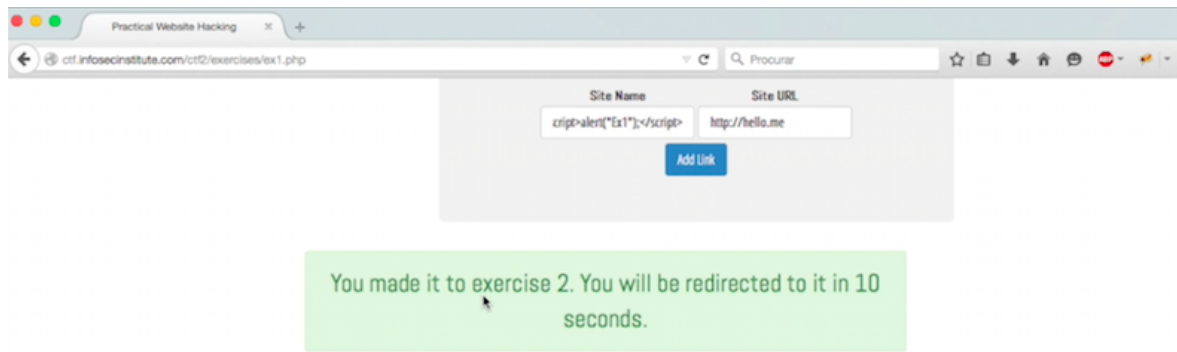 Practical Website Hacking
ctf.infosecinstitute.com/ctf2/exercises/ex1.php
Procurar
ABP
Site Name Site URL
cript>alert("Ex1");</script> http://hello.me
Add Link
You made it to exercise 2. You will be redirected to it in 10
seconds.